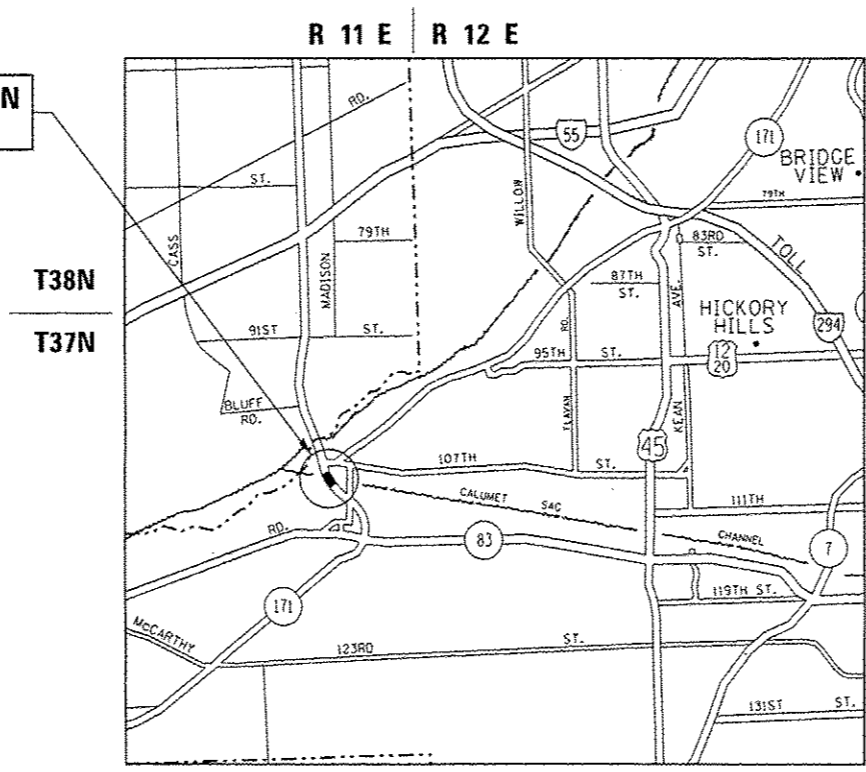 R 11 E R 12 E
N
T38N
T37N
RD.
55
171
BRIDGE
VIEW
79TH
ST.
CASS
MADISON
79TH
WILLOW
83RD
ST.
TOLL
87TH
ST.
AVE.
HICKORY
HILLS
294
91ST ST.
RD.
95TH ST.
12
20
BLUFF
RD.
KEAN
45
107TH ST.
CALUMET SAG CHANNEL
111TH
RD.
83
7
171
119TH ST.
McCARTHY
123RD ST.
131ST ST.